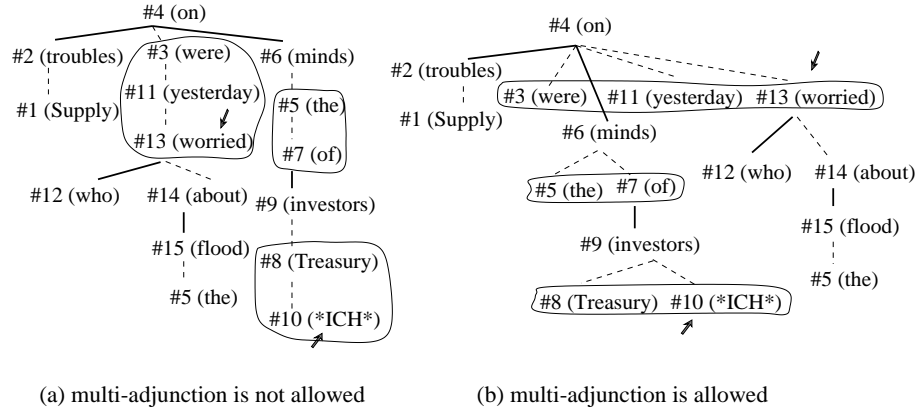 #4 (on)
#2 (troubles) #3 (were) #6 (minds)
#1 (Supply) #11 (yesterday) #5 (the)
#13 (worried) #7 (of)
#12 (who) #14 (about) #9 (investors)
#15 (flood) #8 (Treasury)
#5 (the) #10 (*ICH*)
(a) multi-adjunction is not allowed
#4 (on)
#2 (troubles)
#3 (were) #11 (yesterday) #13 (worried)
#1 (Supply)
#6 (minds)
#12 (who) #14 (about)
#5 (the) #7 (of)
#15 (flood)
#9 (investors)
#5 (the)
#8 (Treasury) #10 (*ICH*)
(b) multi-adjunction is allowed